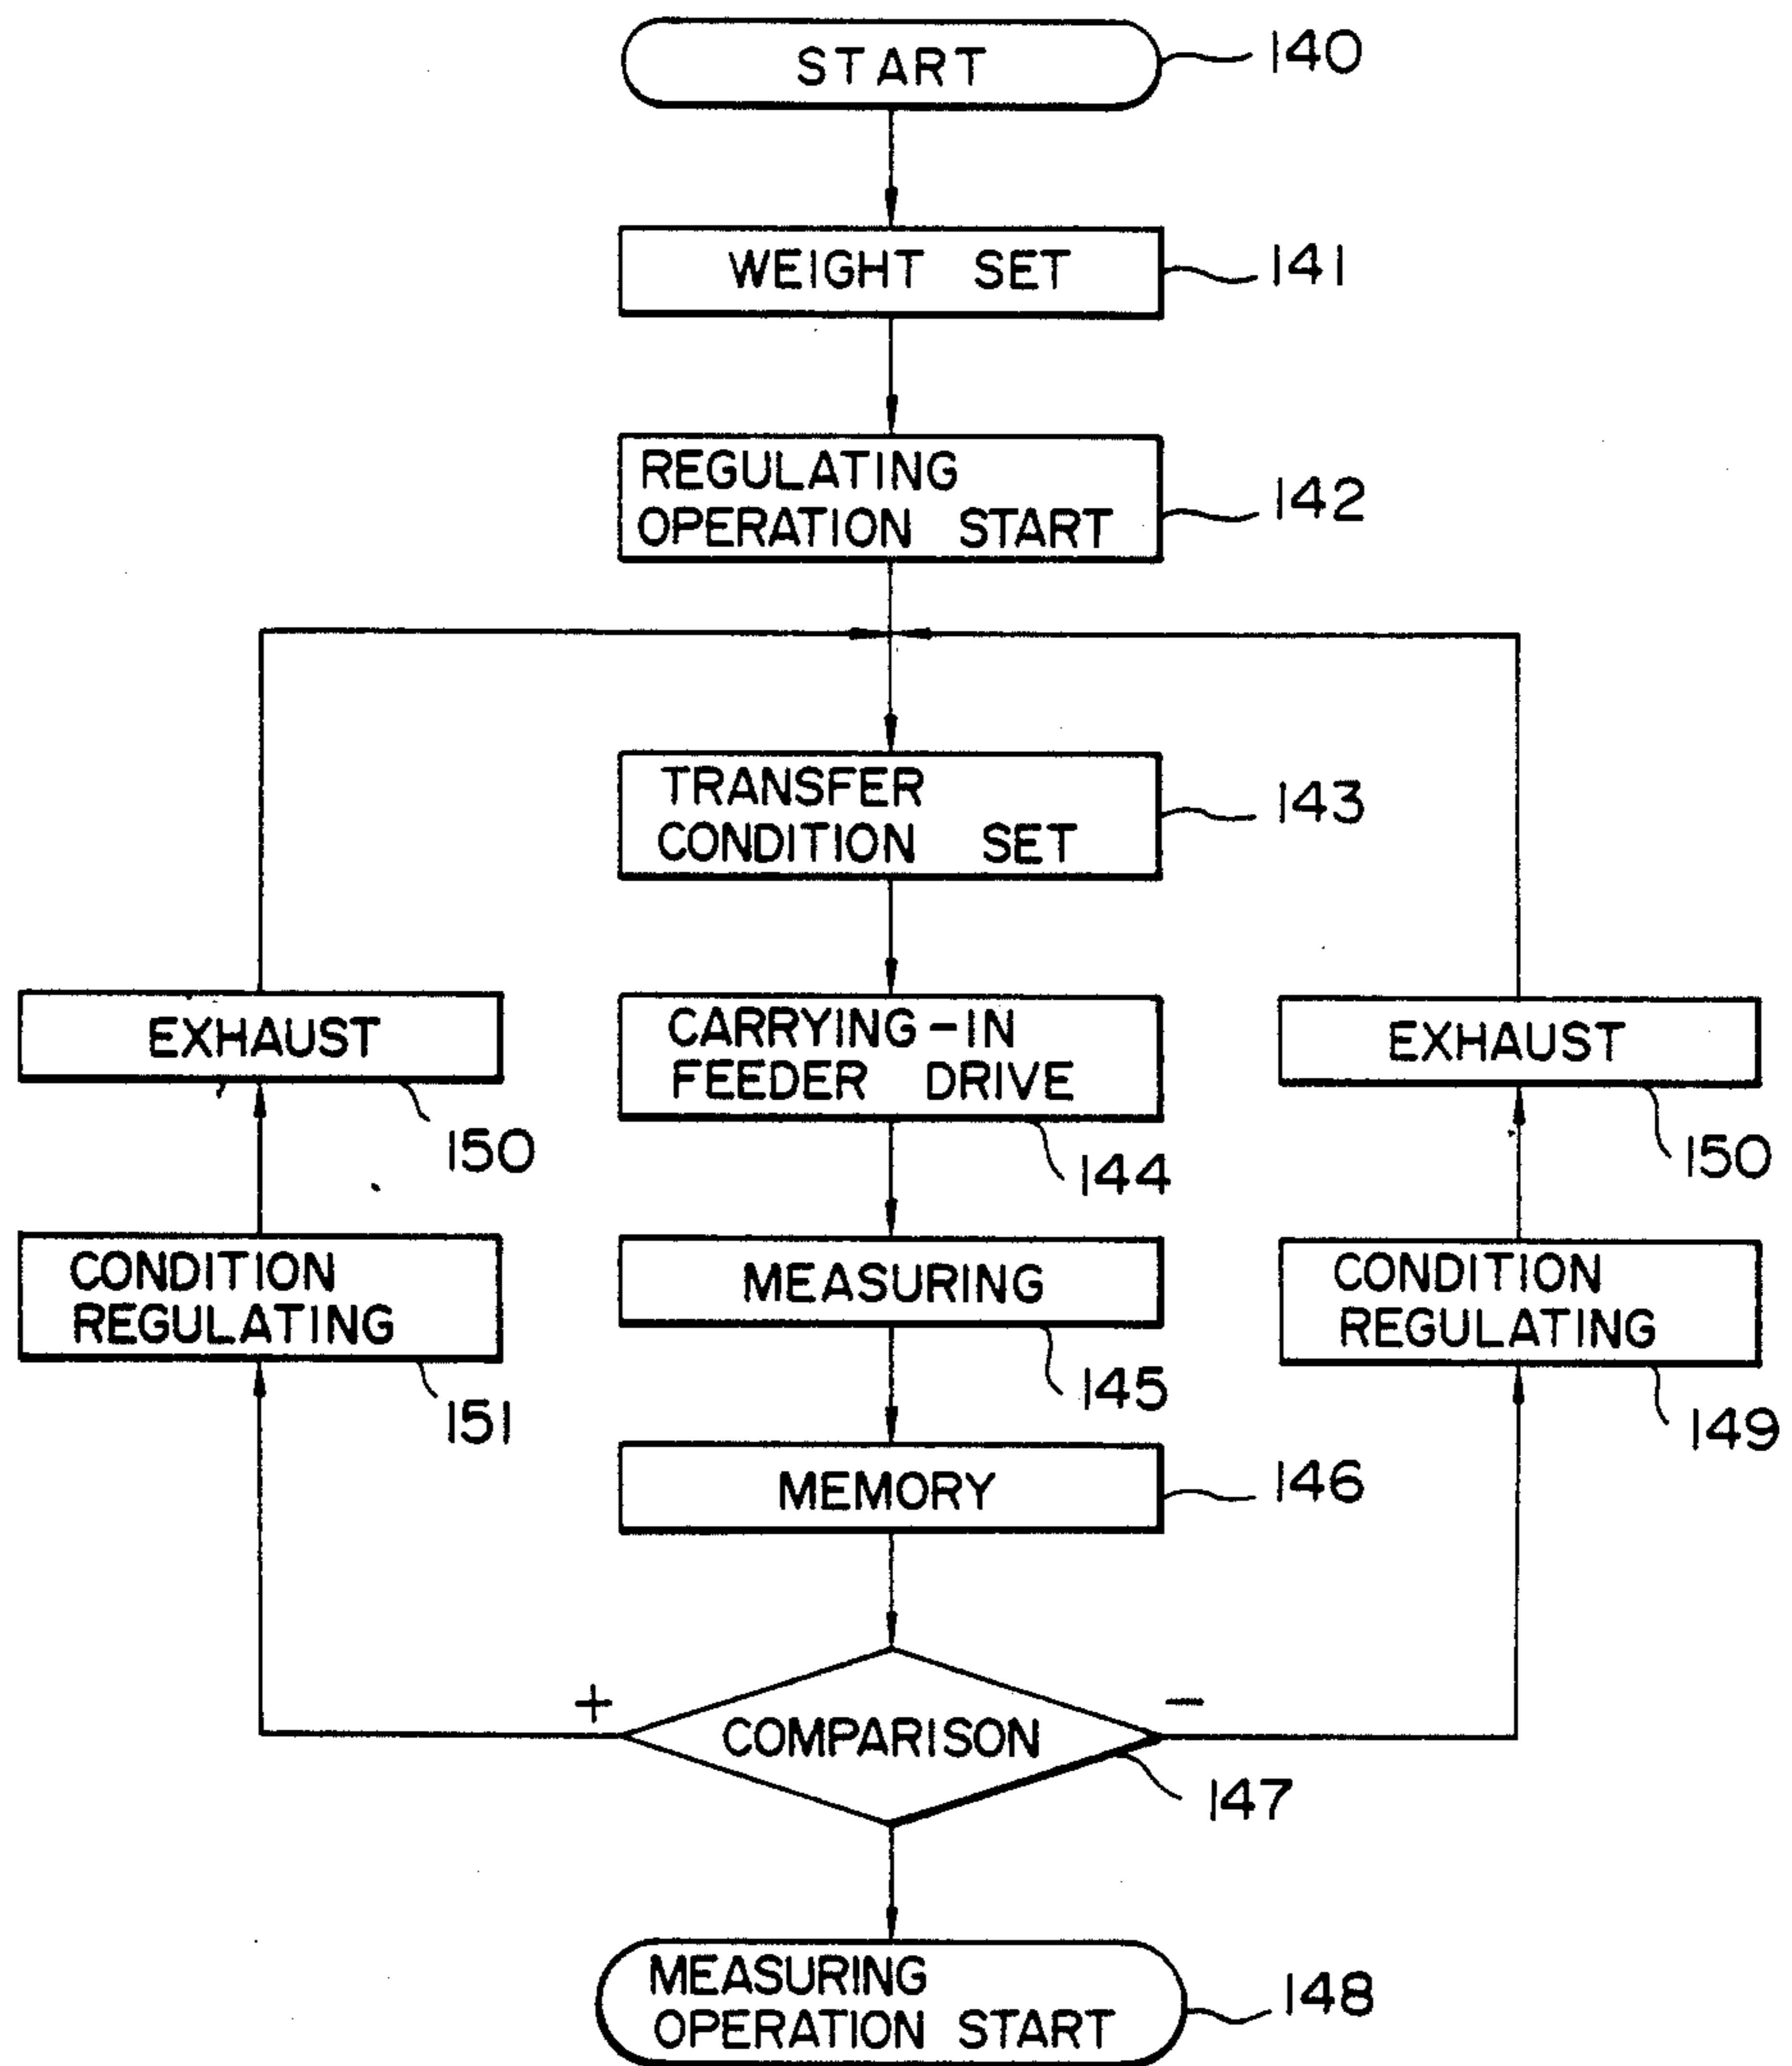 START
140
WEIGHT SET
141
REGULATING
OPERATION START
142
TRANSFER
CONDITION SET
143
EXHAUST
150
CARRYING-IN
FEEDER DRIVE
144
EXHAUST
150
CONDITION
REGULATING
151
MEASURING
145
CONDITION
REGULATING
149
MEMORY
146
+
COMPARISON
−
147
MEASURING
OPERATION START
148